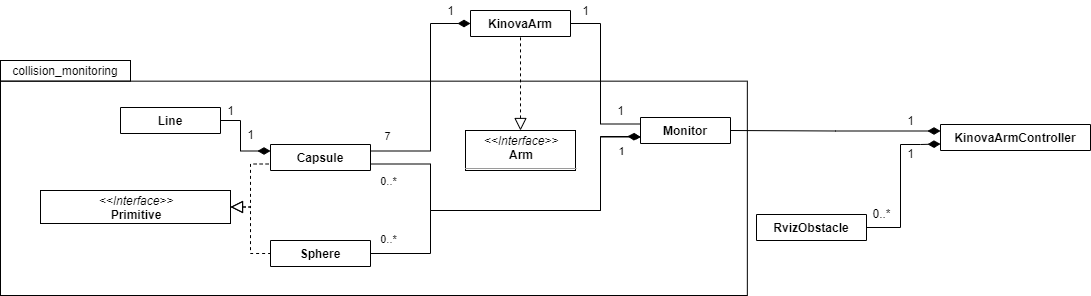 1
KinovaArm
1
collision_monitoring
Line
1
1
7
1
Capsule
0..*
<<Interface>>
Arm
Monitor
1
1
KinovaArmController
1
<<Interface>>
Primitive
0..*
RvizObstacle
0..*
Sphere